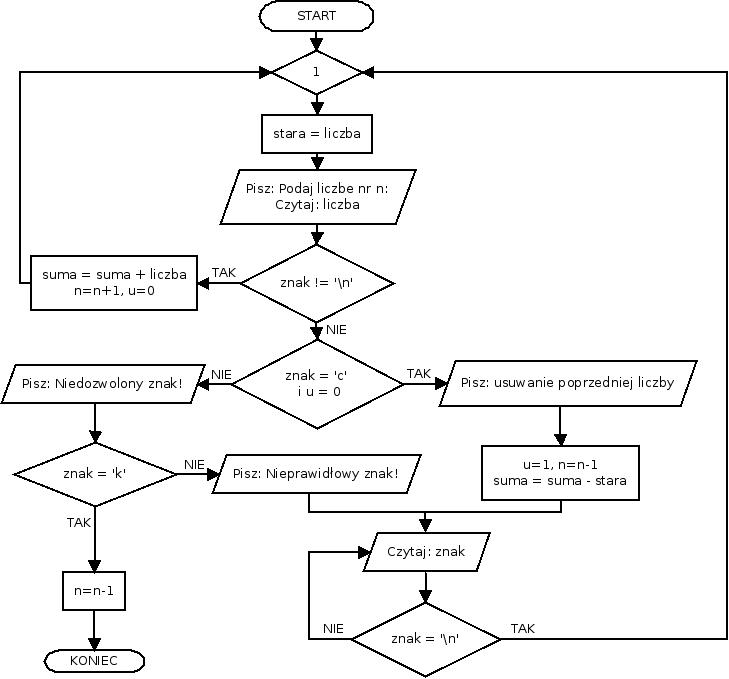 START
1
stara = liczba
Pisz: Podaj liczbe nr n:
Czytaj: liczba
znak != '\n'
TAK
suma = suma + liczba
n=n+1, u=0
NIE
znak = 'c'
i u = 0
NIE
TAK
Pisz: Niedozwolony znak!
Pisz: usuwanie poprzedniej liczby
znak = 'k'
NIE
Pisz: Nieprawidłowy znak!
u=1, n=n-1
suma = suma - stara
TAK
Czytaj: znak
n=n-1
znak = '\n'
NIE
TAK
KONIEC